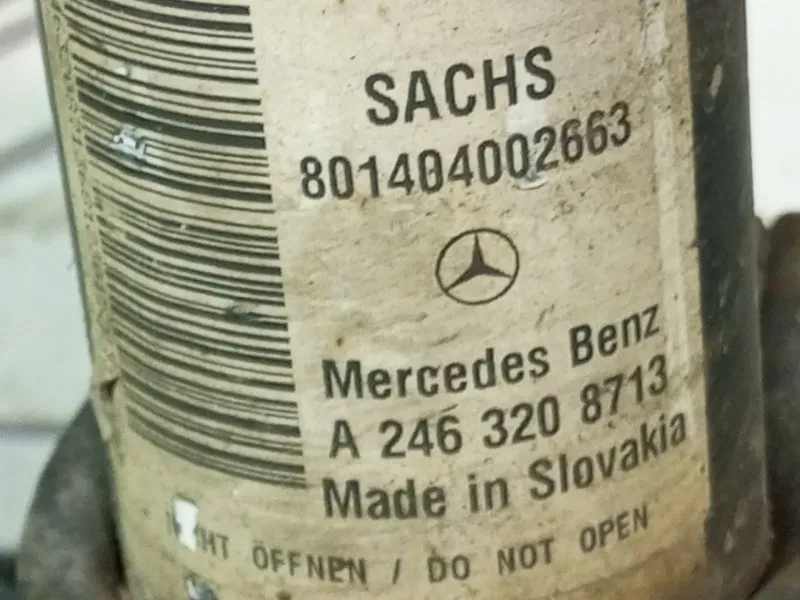 SACHS
801404002663
Mercedes Benz
A 246 320 8713
Made in Slovakia
ÖFFNEN / DO NOT OPEN